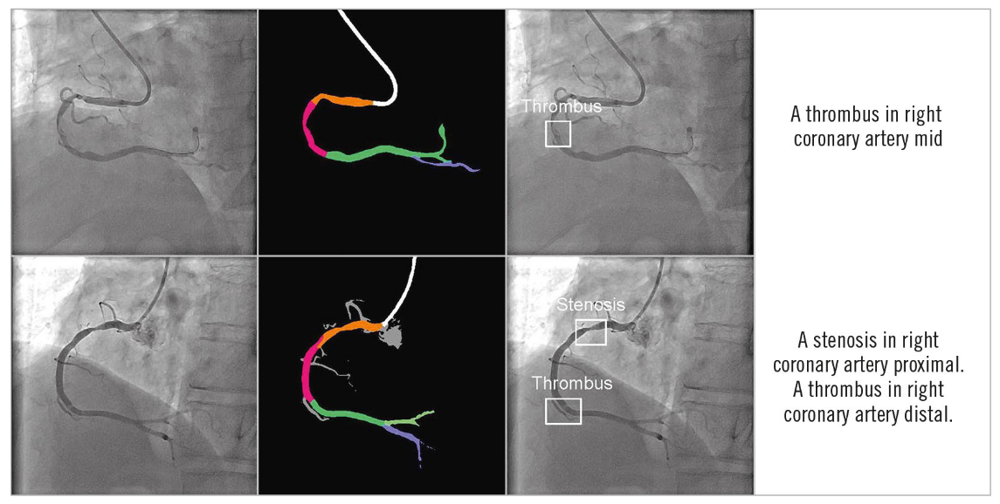 Thrombus
A thrombus in right
coronary artery mid
Stenosis
Thrombus
A stenosis in right
coronary artery proximal.
A thrombus in right
coronary artery distal.